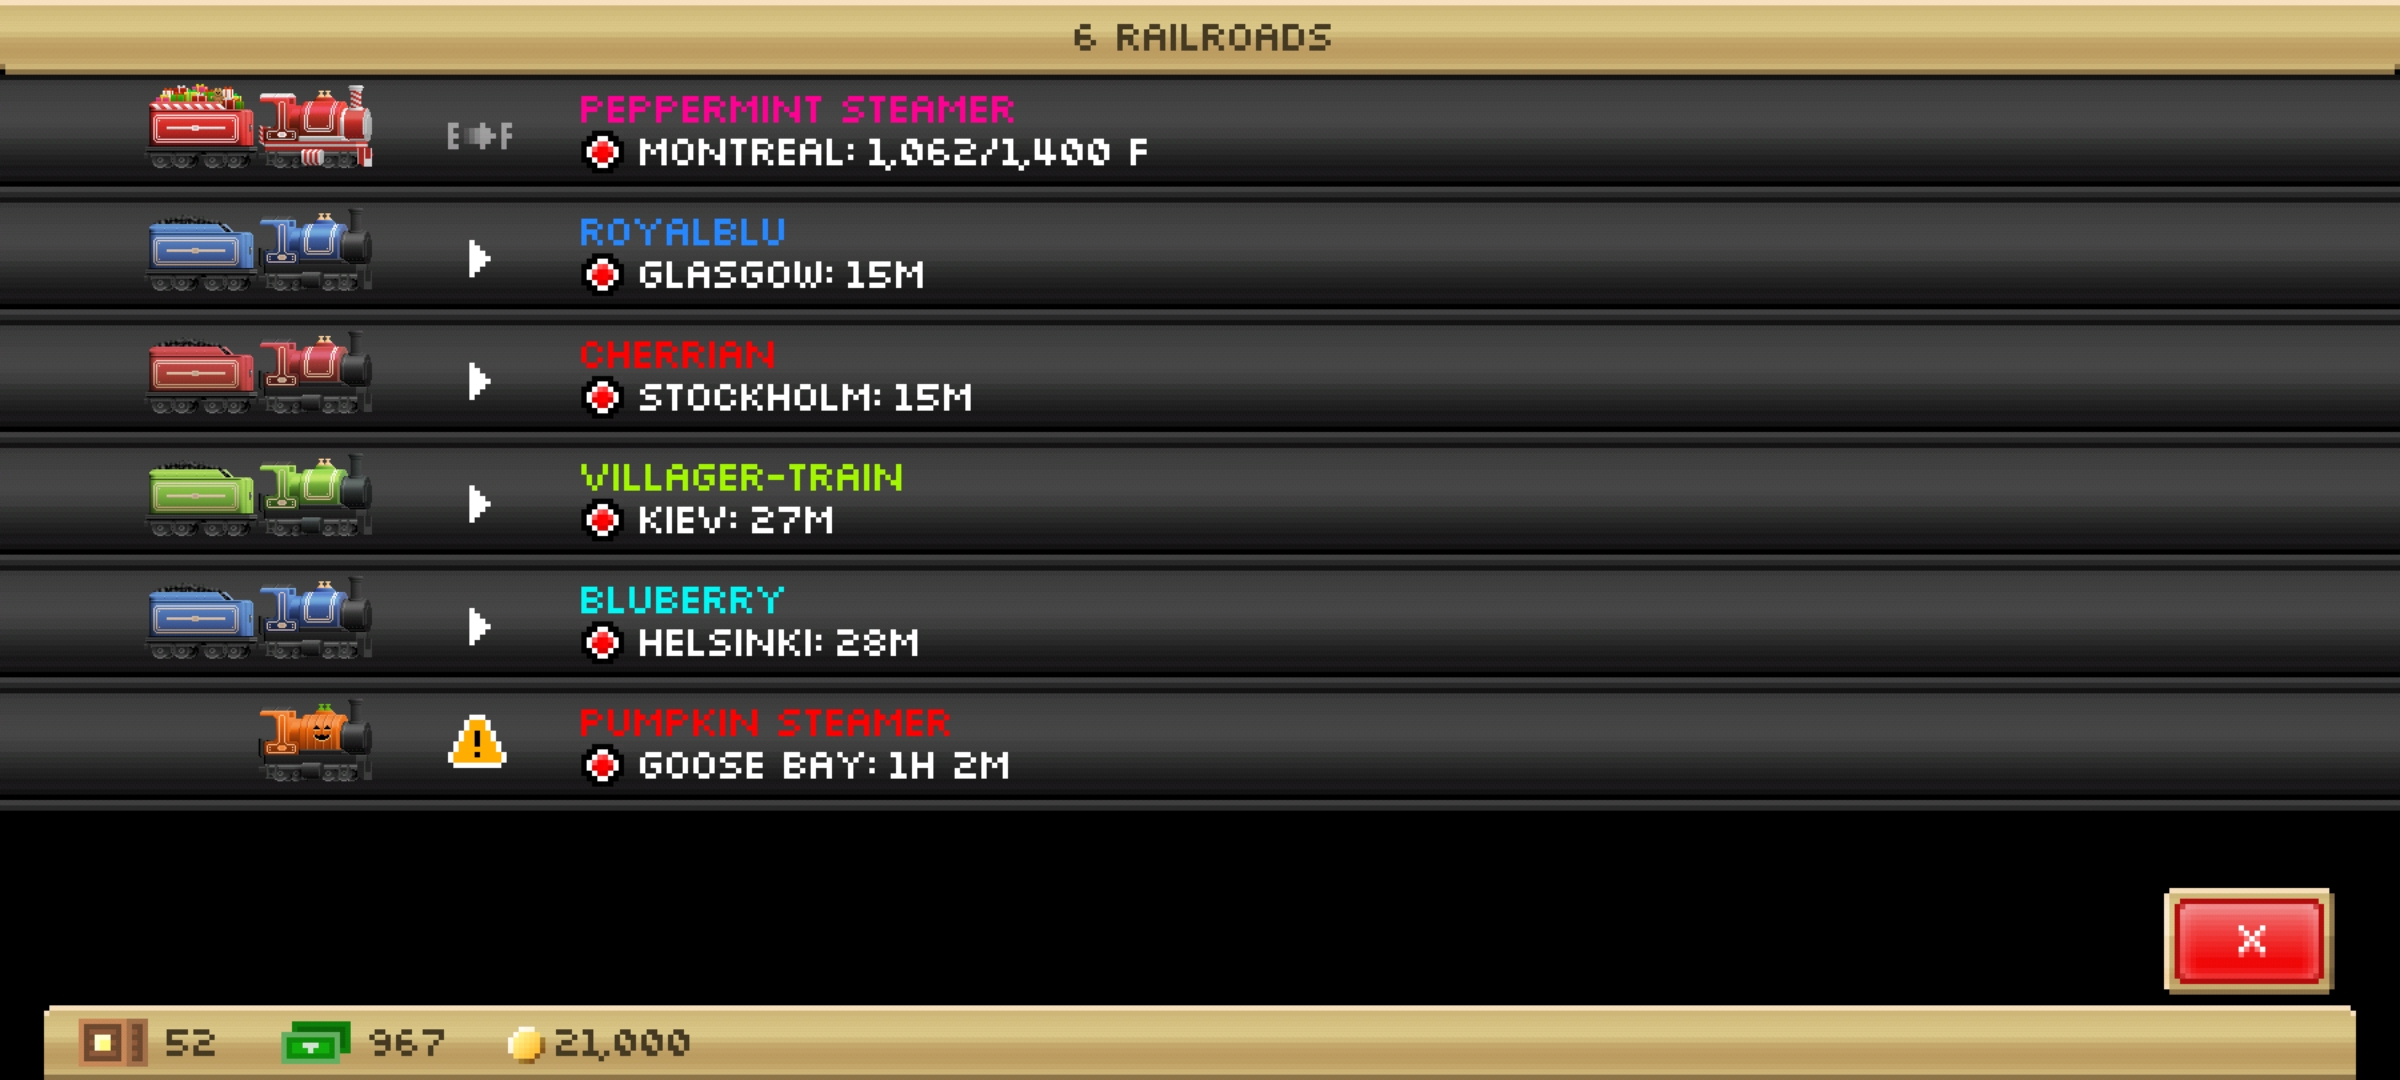 6 RAILROADS
PEPPERMINT STEAMER
E F
MONTREAL: 1,062/1,400 F
ROYALBLU
GLASGOW: 15M
CHERRIAN
STOCKHOLM: 15M
VILLAGER-TRAIN
KIEV: 27M
BLUBERRY
HELSINKI: 28M
PUMPKIN STEAMER
!
GOOSE BAY: 1H 2M
X
52 967 21,000